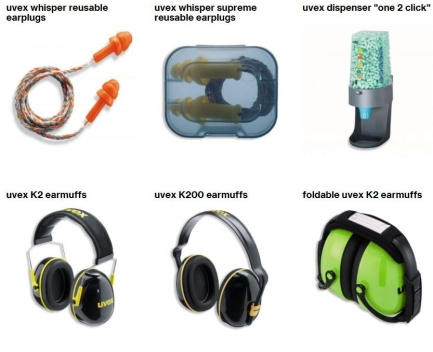 uvex whisper reusable
earplugs
uvex whisper supreme
reusable earplugs
uvex dispenser "one 2 click"
uvex K2 earmuffs
uvex K200 earmuffs
foldable uvex K2 earmuffs
uvex
uvex